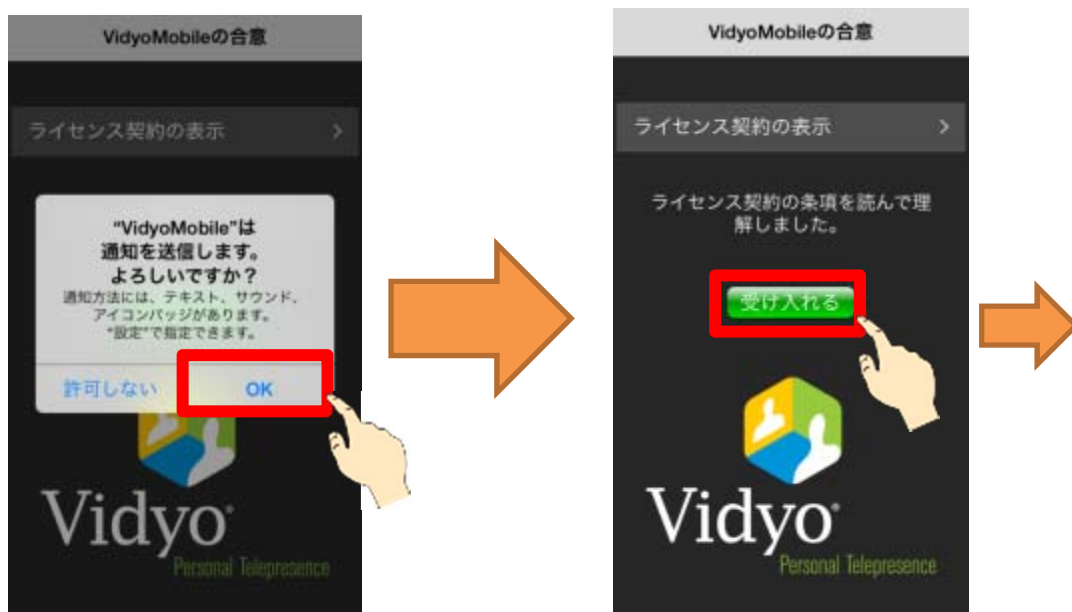 VidyoMobileの合意
ライセンス契約の表示
“VidyoMobile”は
通知を送信します。
よろしいですか？
通知方法には、テキスト、サウンド、
アイコンバッジがあります。
“設定”で指定できます。
許可しない
OK
Vidyo
Personal Telepresence
VidyoMobileの合意
ライセンス契約の表示
ライセンス契約の条項を読んで理
解しました。
受け入れる
Vidyo
Personal Telepresence